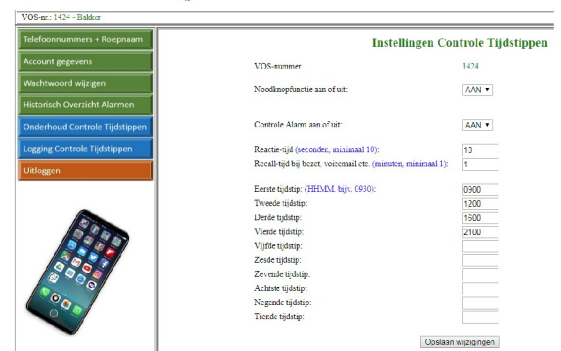 VOS-nr.: 1424 - Bakker
Telefoonnummers + Roepnaam
Account gegevens
Wachtwoord wijzigen
Historisch Overzicht Alarmen
Onderhoud Controle Tijdstippen
Logging Controle Tijdstippen
Uitloggen
Instellingen Controle Tijdstippen
VOS-nummer 1424
Noodknopfunctie aan of uit: AAN
Controle Alarm aan of uit: AAN
Reactie-tijd (seconden, minimaal 10): 10
Recall-tijd bij bezet, voicemail etc. (minuten, minimaal 1): 1
Eerste tijdstip: (HHMM, bijv. 0930): 0900
Tweede tijdstip: 1200
Derde tijdstip: 1600
Vierde tijdstip: 2100
Vijfde tijdstip:
Zesde tijdstip:
Zevende tijdstip:
Achtste tijdstip:
Negende tijdstip:
Tiende tijdstip:
Opslaan wijzigingen